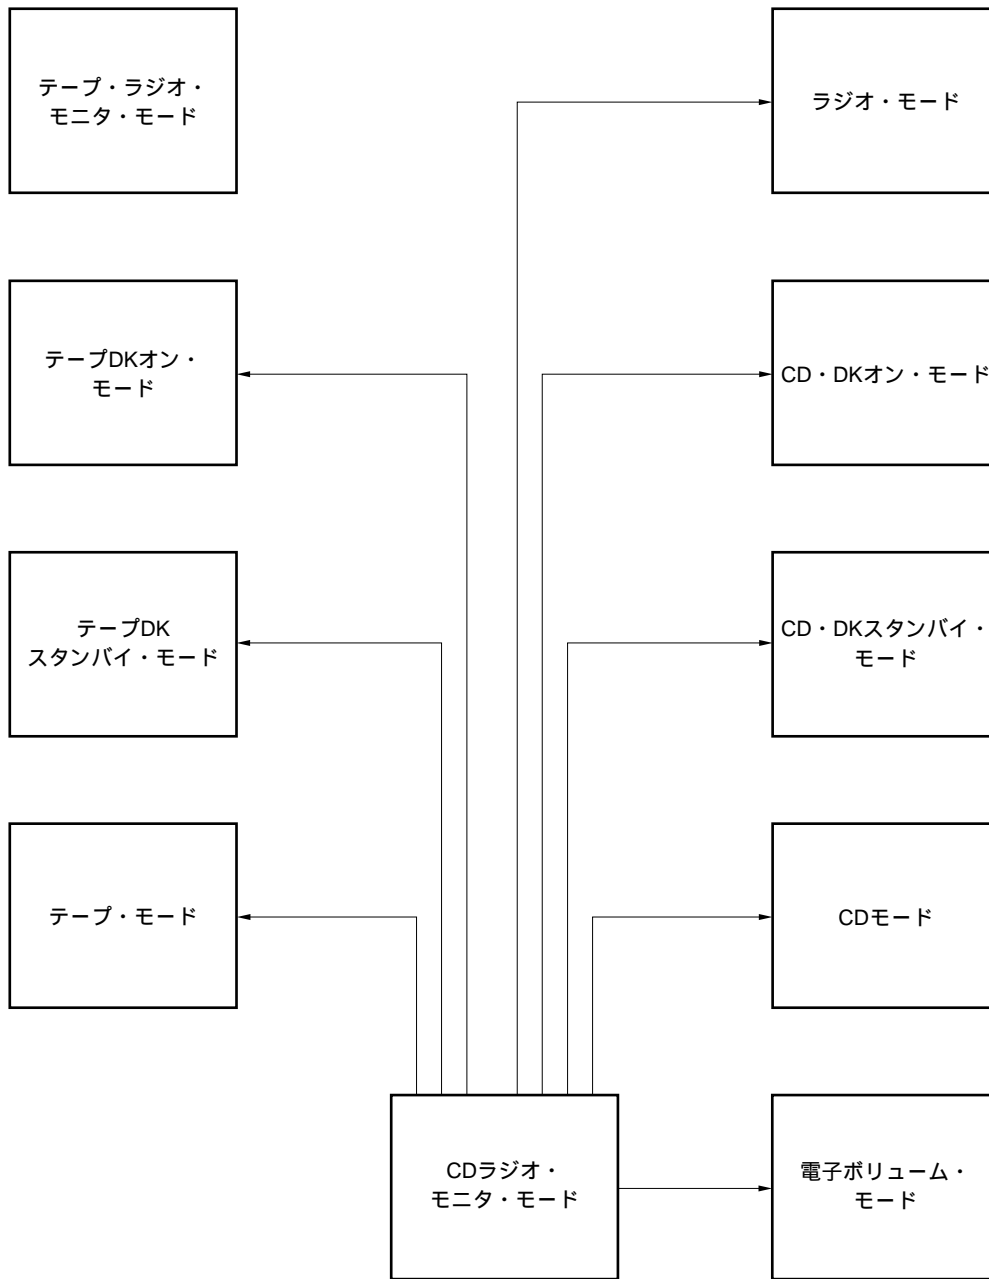 テープ・ラジオ・
モニタ・モード
ラジオ・モード
テープDKオン・
モード
CD・DKオン・モード
テープDK
スタンバイ・モード
CD・DKスタンバイ・
モード
テープ・モード
CDモード
CDラジオ・
モニタ・モード
電子ボリューム・
モード